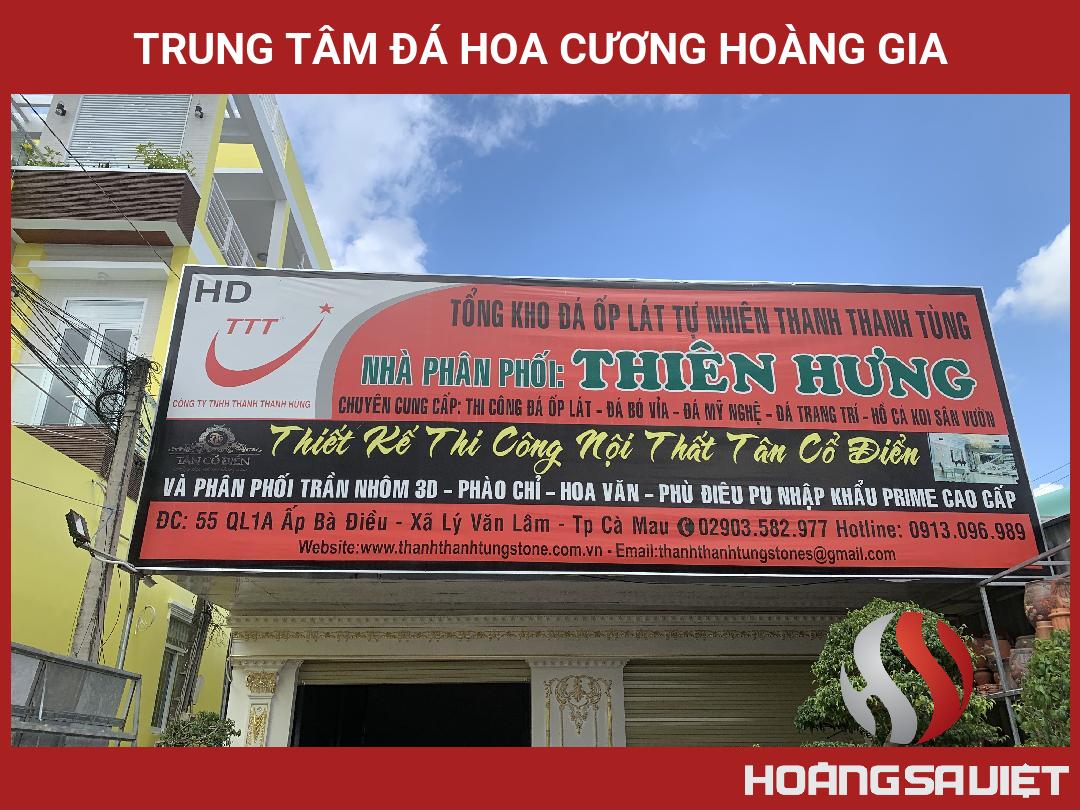 TRUNG TÂM ĐÁ HOA CƯƠNG HOÀNG GIA
HD
TTT
CÔNG TY TNHH THANH THANH HUNG
TỔNG KHO ĐÁ ỐP LÁT TỰ NHIÊN THANH THANH TÙNG
NHÀ PHÂN PHỐI: THIÊN HƯNG
CHUYÊN CUNG CẤP: THI CÔNG ĐÁ ỐP LÁT - ĐÁ BÓ VỈA - ĐÁ MỸ NGHỆ - ĐÁ TRANG TRÍ - HỒ CÁ KOI SÂN VƯỜN
TÂN CỔ ĐIỂN
Thiết Kế Thi Công Nội Thất Tân Cổ Điển
VÀ PHÂN PHỐI TRẦN NHÔM 3D - PHÀO CHỈ - HOA VĂN - PHÙ ĐIÊU PU NHẬP KHẨU PRIME CAO CẤP
ĐC: 55 QL1A Ấp Bà Điều - Xã Lý Văn Lâm - Tp Cà Mau 02903.582.977 Hotline: 0913.096.989
Website:www.thanhthanhtungstone.com.vn - Email:thanhthanhtungstones@gmail.com
HOÀNGSAVIỆT